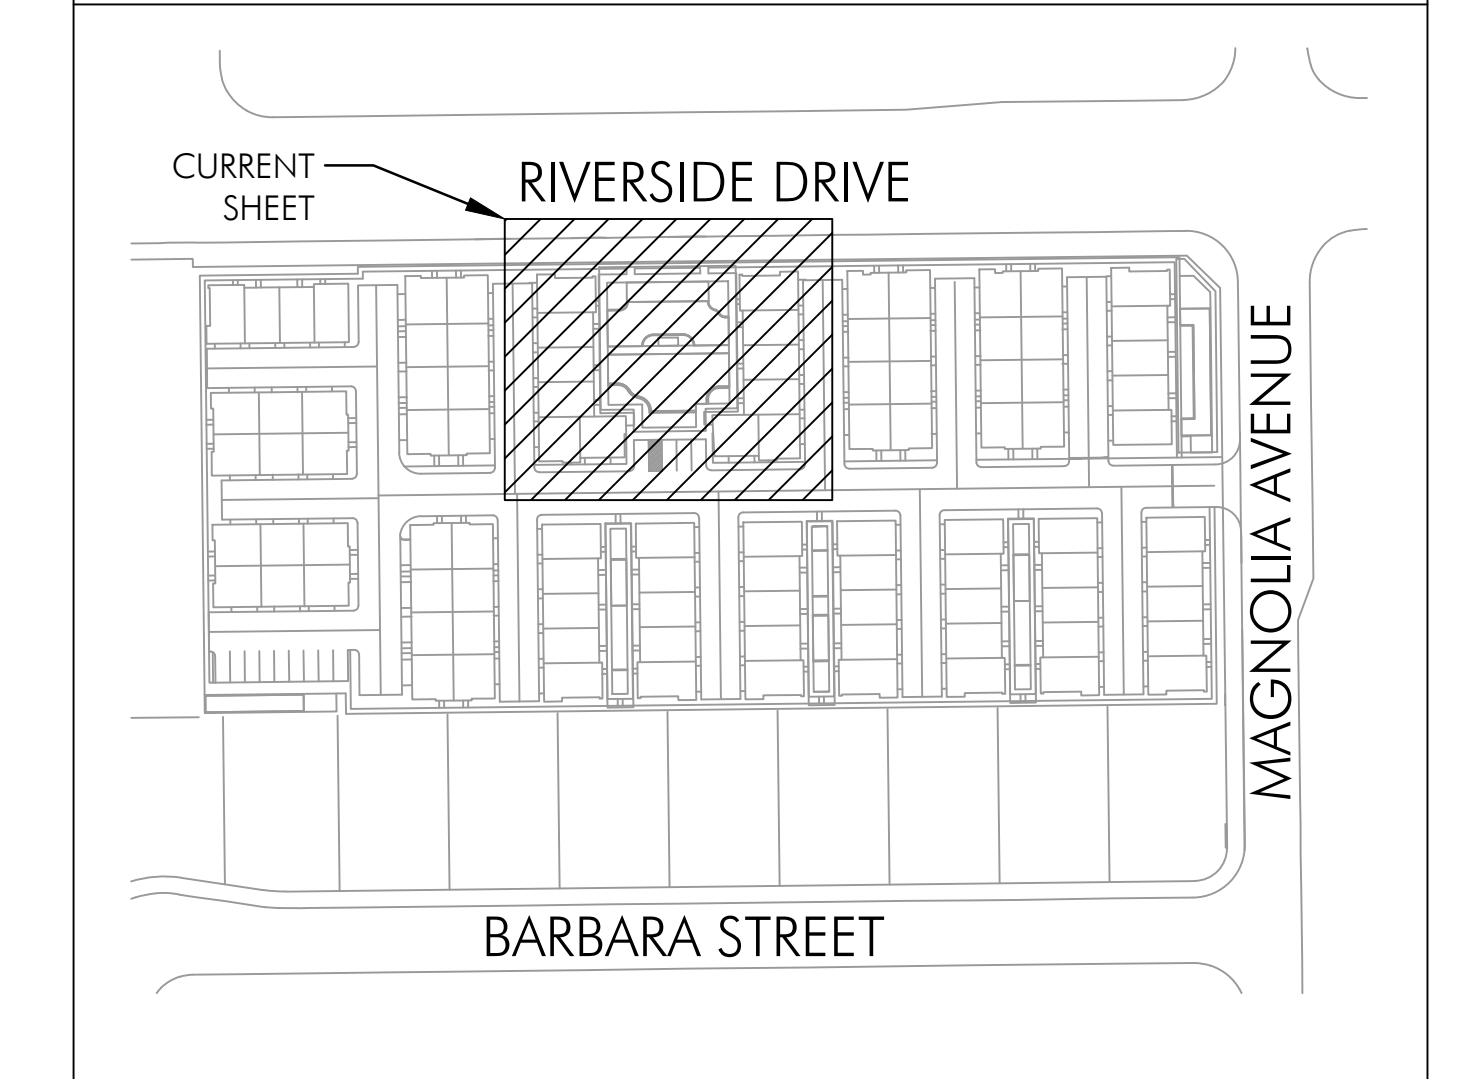 CURRENT
SHEET
RIVERSIDE DRIVE
MAGNOLIA AVENUE
BARBARA STREET